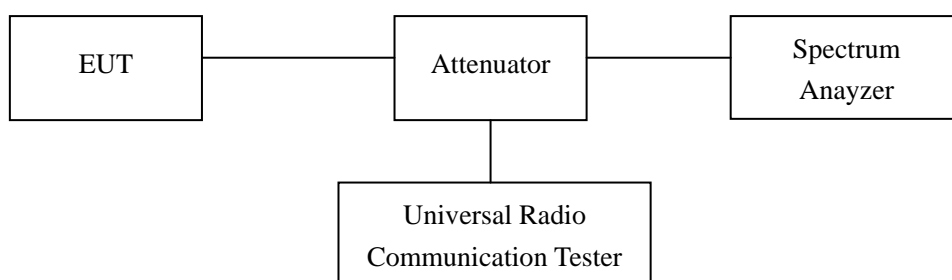 EUT
Attenuator
Spectrum
Anayzer
Universal Radio
Communication Tester